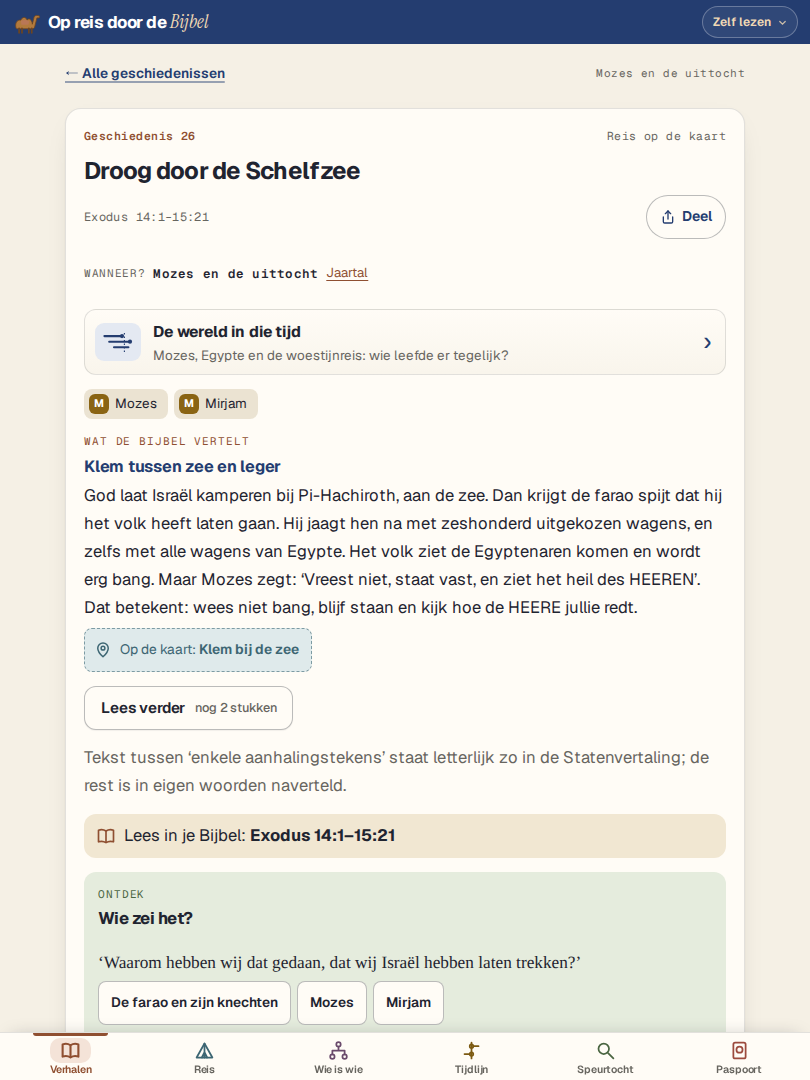 Op reis door de Bijbel
Zelf lezen
← Alle geschiedenissen
Mozes en de uittocht
Geschiedenis 26
Reis op de kaart
Droog door de Schelfzee
Exodus 14:1–15:21
Deel
WANNEER? Mozes en de uittocht Jaartal
De wereld in die tijd
Mozes, Egypte en de woestijnreis: wie leefde er tegelijk?
M Mozes M Mirjam
WAT DE BIJBEL VERTELT
Klem tussen zee en leger
God laat Israël kamperen bij Pi-Hachiroth, aan de zee. Dan krijgt de farao spijt dat hij
het volk heeft laten gaan. Hij jaagt hen na met zeshonderd uitgekozen wagens, en
zelfs met alle wagens van Egypte. Het volk ziet de Egyptenaren komen en wordt
erg bang. Maar Mozes zegt: ‘Vreest niet, staat vast, en ziet het heil des HEEREN’.
Dat betekent: wees niet bang, blijf staan en kijk hoe de HEERE jullie redt.
Op de kaart: Klem bij de zee
Lees verder nog 2 stukken
Tekst tussen ‘enkele aanhalingstekens’ staat letterlijk zo in de Statenvertaling; de
rest is in eigen woorden naverteld.
Lees in je Bijbel: Exodus 14:1–15:21
ONTDEK
Wie zei het?
‘Waarom hebben wij dat gedaan, dat wij Israël hebben laten trekken?’
De farao en zijn knechten Mozes Mirjam
Verhalen Reis Wie is wie Tijdlijn Speurtocht Paspoort